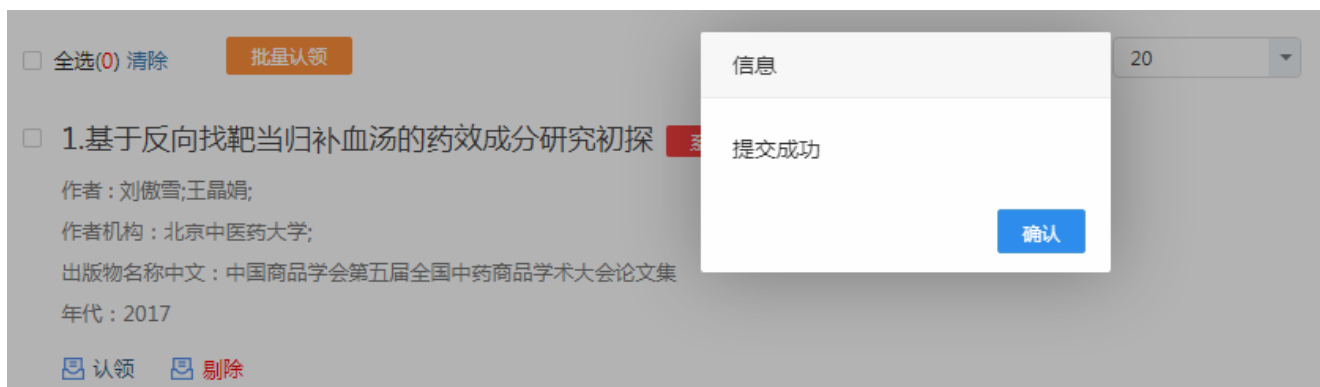 全选(0) 清除
批量认领
20
信息
提交成功
确认
1.基于反向找靶当归补血汤的药效成分研究初探
作者：刘傲雪;王晶娟;
作者机构：北京中医药大学;
出版物名称中文：中国商品学会第五届全国中药商品学术大会论文集
年代：2017
认领 剔除